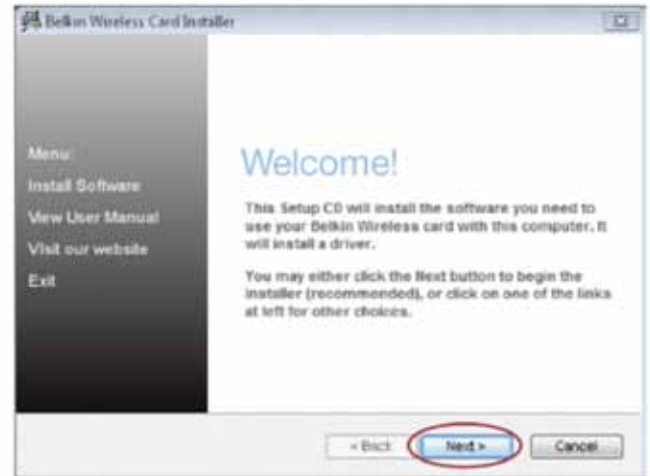 Belkin Wireless Card Installer
Menu:
Install Software
View User Manual
Visit our website
Exit
Welcome!
This Setup CD will install the software you need to
use your Belkin Wireless card with this computer. It
will install a driver.
You may either click the Next button to begin the
installer (recommended), or click on one of the links
at left for other choices.
< Back
Next >
Cancel